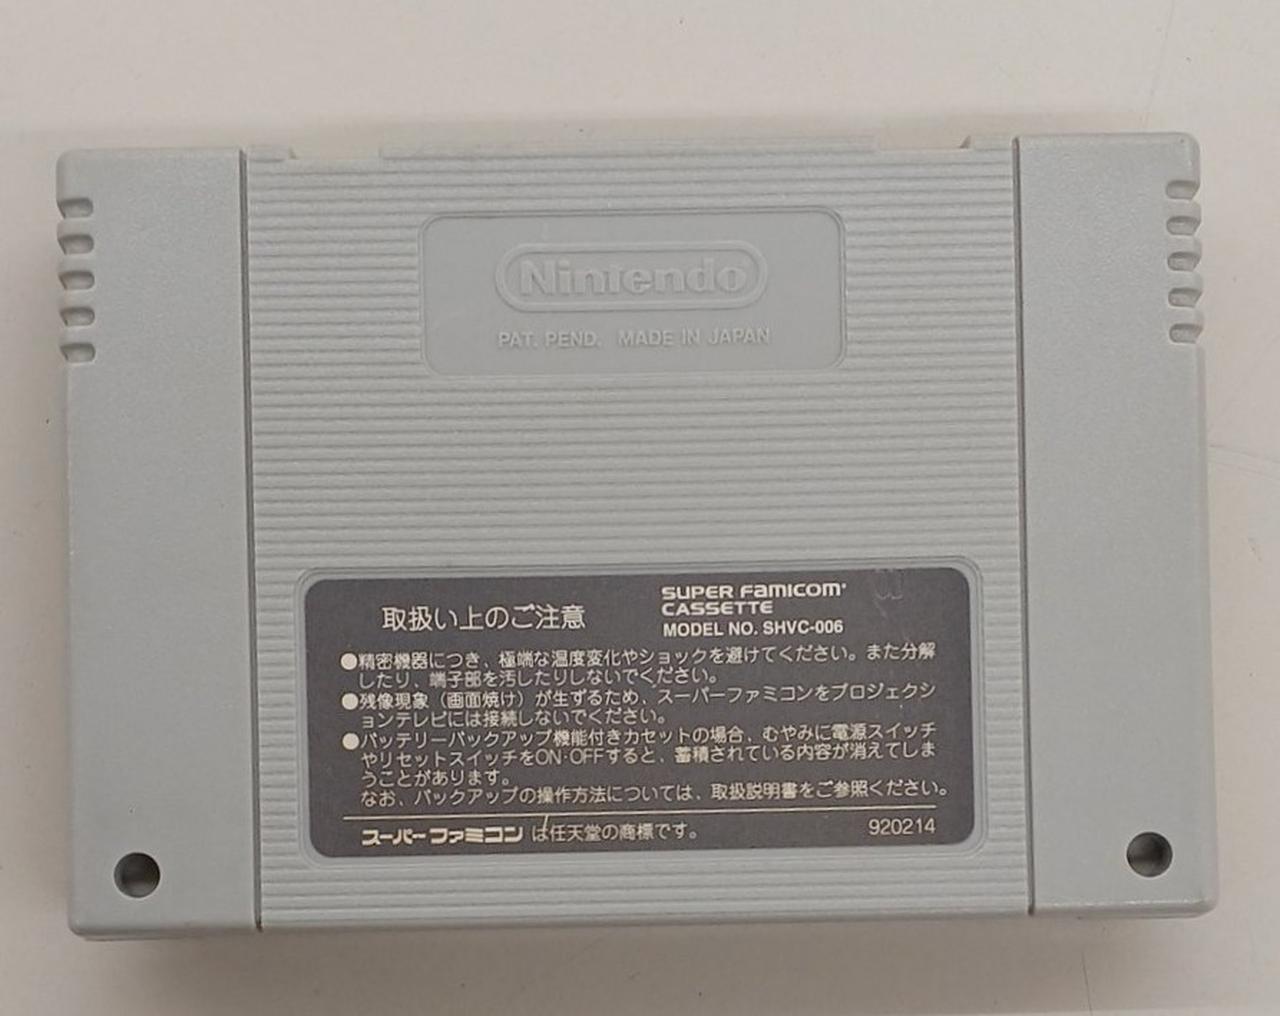 Nintendo
PAT. PEND. MADE IN JAPAN
取扱い上のご注意
SUPER FAMICOM
CASSETTE
MODEL NO. SHVC-006
●精密機器につき、極端な温度変化やショックを避けてください。また分解
したり、端子部を汚したりしないでください。
●残像現象（画面焼け）が生ずるため、スーパーファミコンをプロジェクシ
ョンテレビには接続しないでください。
●バッテリーバックアップ機能付きカセットの場合、むやみに電源スイッチ
やリセットスイッチをON・OFFすると、蓄積されている内容が消えてしま
うことがあります。
なお、バックアップの操作方法については、取扱説明書をご参照ください。
スーパーファミコン は任天堂の商標です。
920214